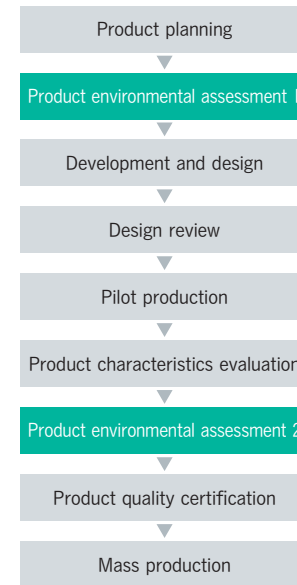 Product planning
Product environmental assessment 1
Development and design
Design review
Pilot production
Product characteristics evaluation
Product environmental assessment 2
Product quality certification
Mass production